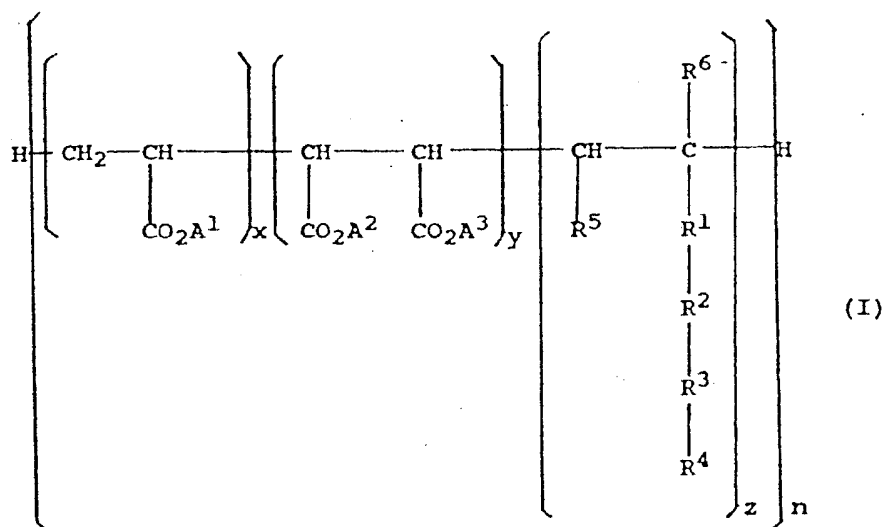 R⁶
H CH₂ CH CH CH CH C H
CO₂A¹ x CO₂A² CO₂A³ y R⁵ R¹
R²
(I)
R³
R⁴
z n